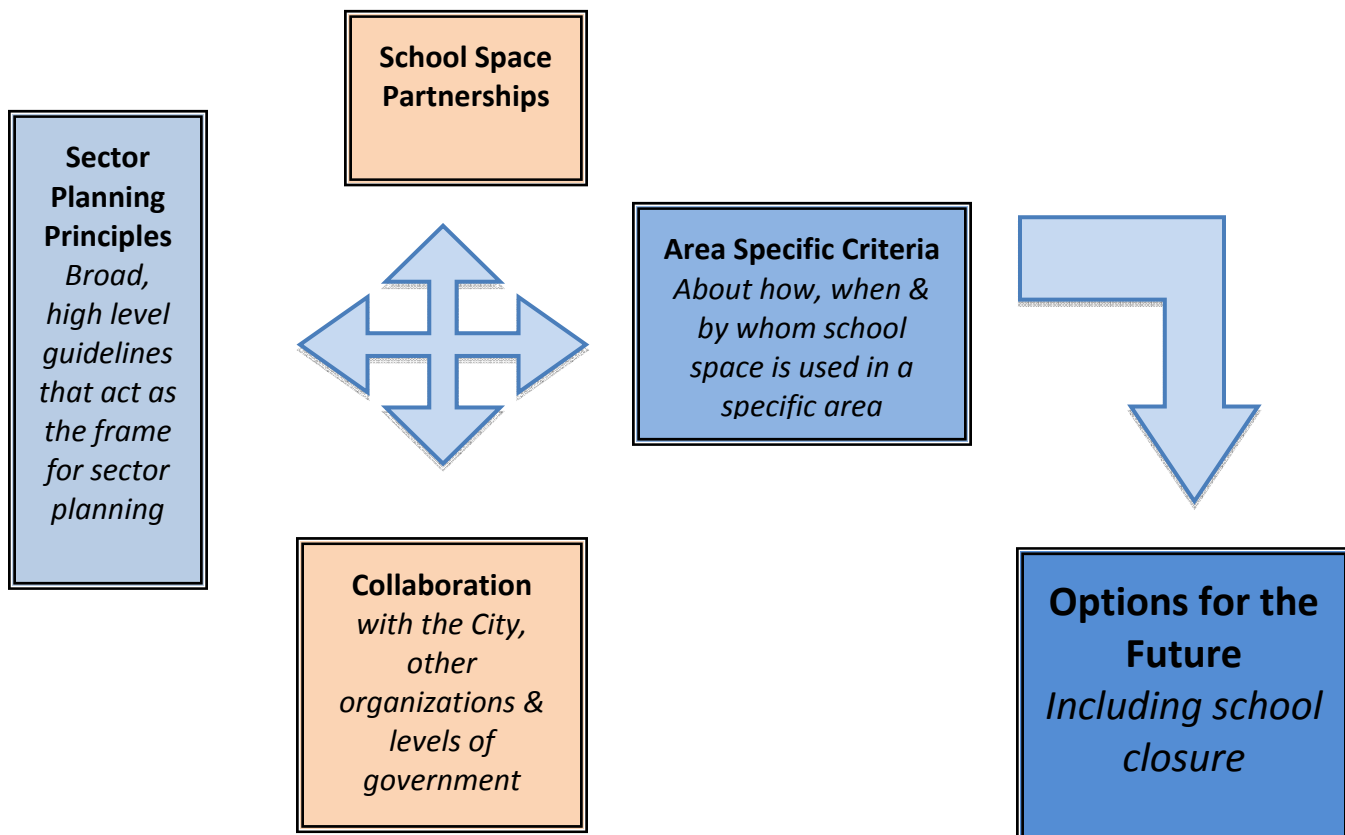 School Space
Partnerships
Sector
Planning
Principles
Broad,
high level
guidelines
that act as
the frame
for sector
planning
Area Specific Criteria
About how, when &
by whom school
space is used in a
specific area
Collaboration
with the City,
other
organizations &
levels of
government
Options for the
Future
Including school
closure